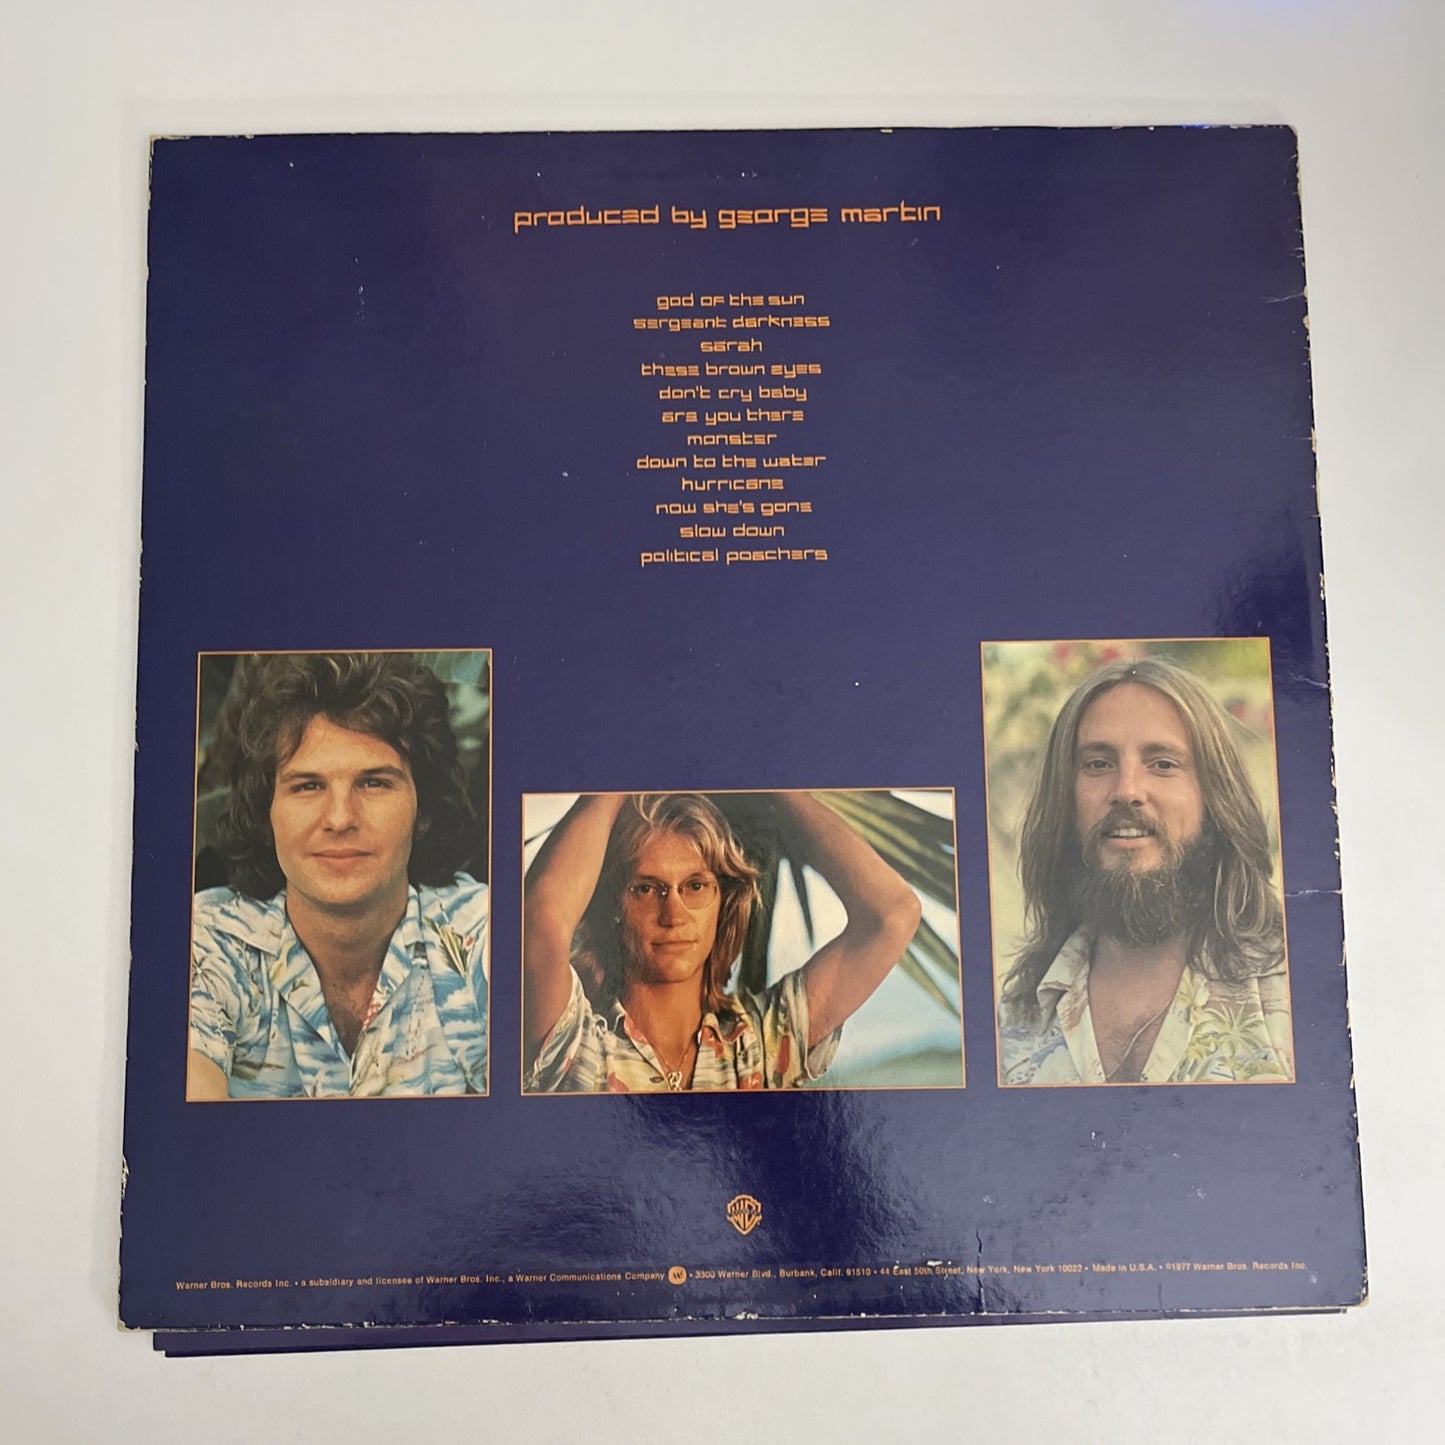 produced by george martin
god of the sun
sergeant darkness
sarah
these brown eyes
don't cry baby
are you there
monster
down to the water
hurricane
now she's gone
slow down
political poachers
Warner Bros. Records Inc. • a subsidiary and licensee of Warner Bros. Inc., a Warner Communications Company W • 3300 Warner Blvd., Burbank, Calif. 91510 • 44 East 50th Street, New York, New York 10022 • Made in U.S.A. • ©1977 Warner Bros. Records Inc.